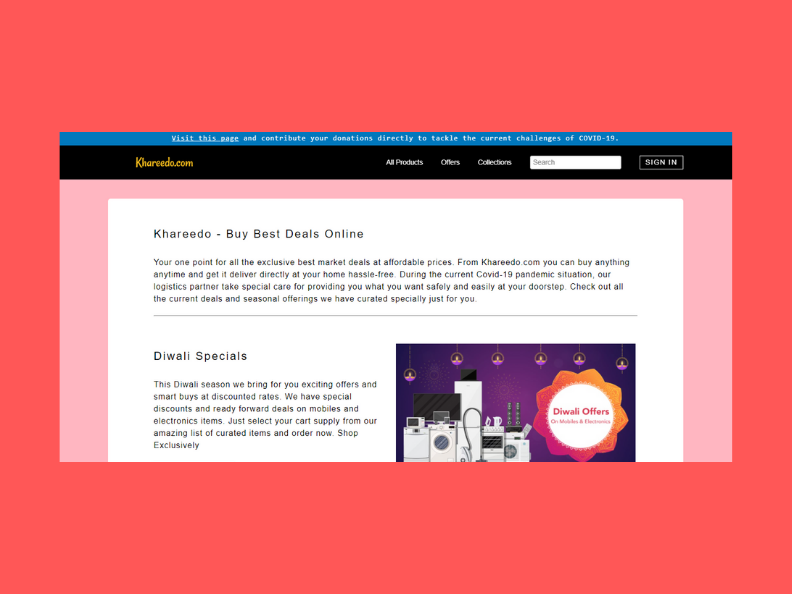 Visit this page and contribute your donations directly to tackle the current challenges of COVID-19.
Khareedo.com
All Products
Offers
Collections
Search
SIGN IN
Khareedo - Buy Best Deals Online
Your one point for all the exclusive best market deals at affordable prices. From Khareedo.com you can buy anything
anytime and get it deliver directly at your home hassle-free. During the current Covid-19 pandemic situation, our
logistics partner take special care for providing you what you want safely and easily at your doorstep. Check out all
the current deals and seasonal offerings we have curated specially just for you.
Diwali Specials
This Diwali season we bring for you exciting offers and
smart buys at discounted rates. We have special
discounts and ready forward deals on mobiles and
electronics items. Just select your cart supply from our
amazing list of curated items and order now. Shop
Exclusively
Diwali Offers
On Mobiles & Electronics